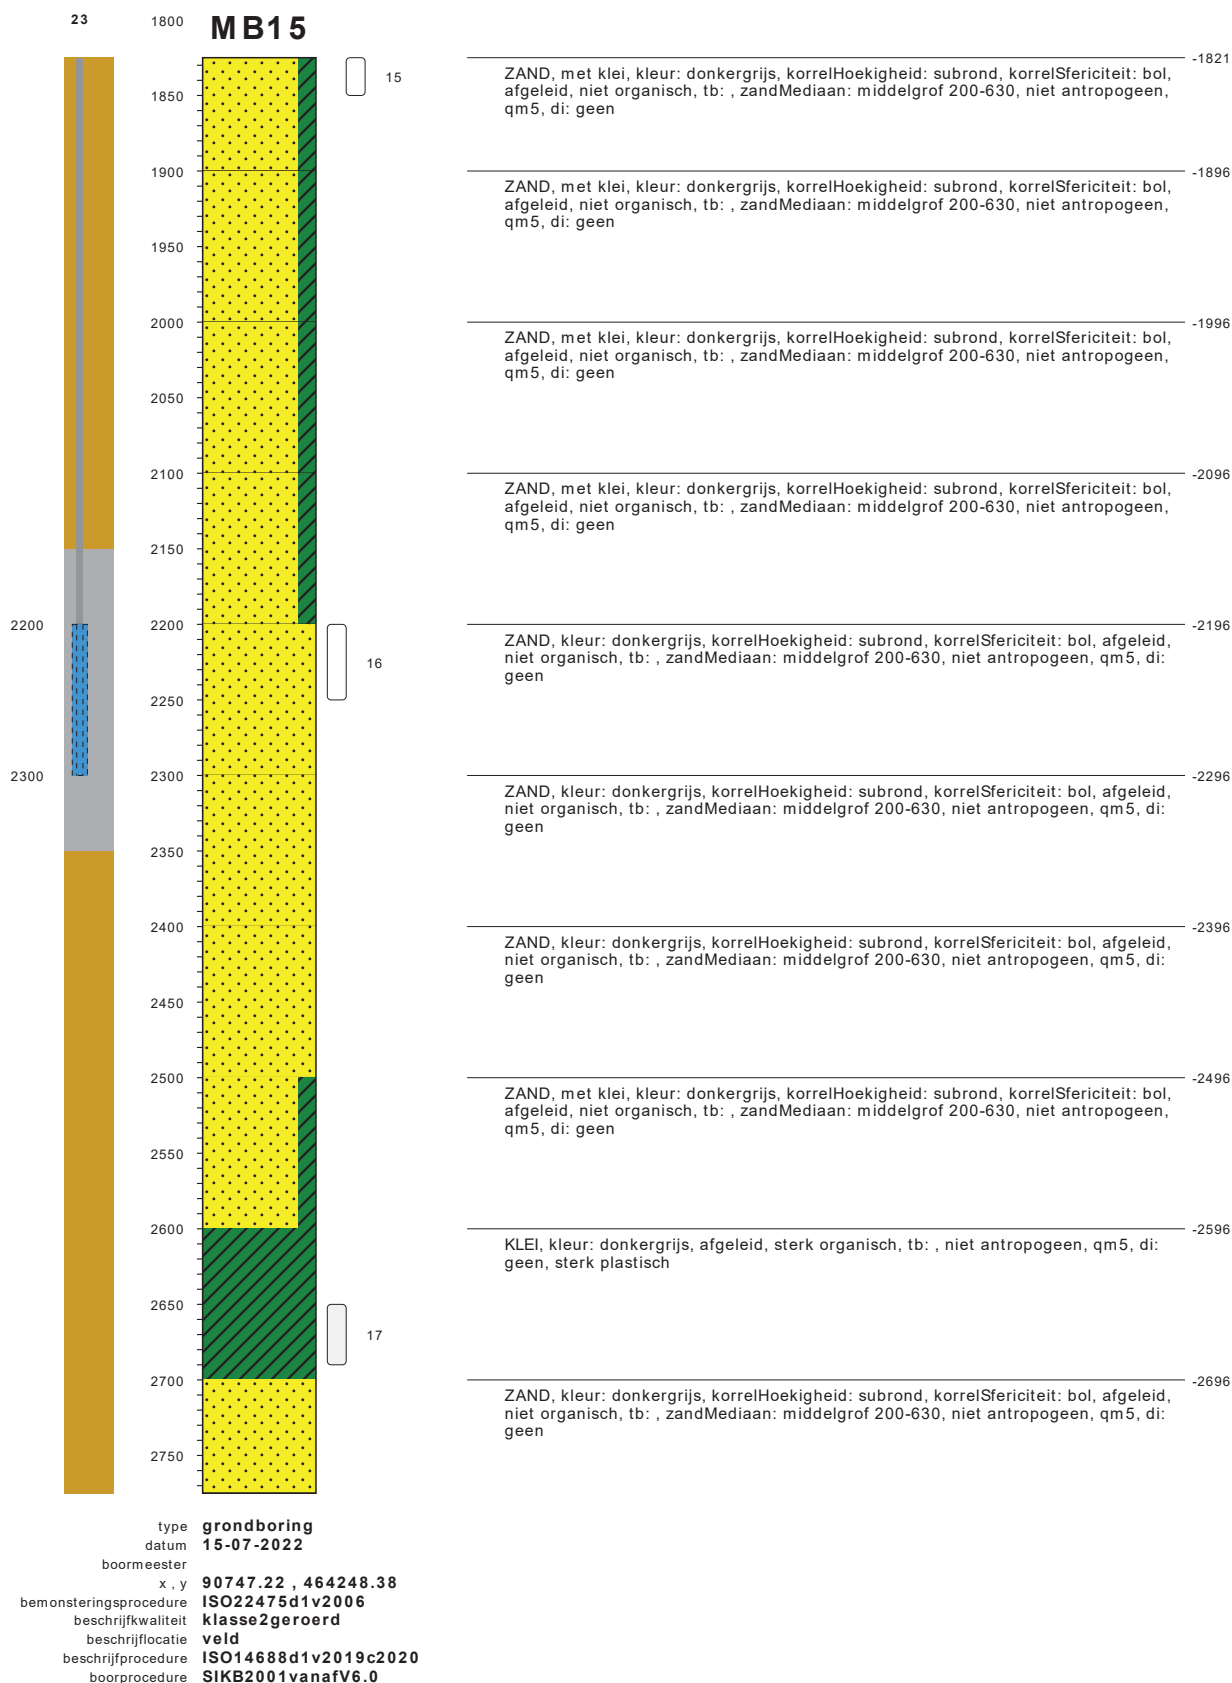 23
1800
MB15
15
-1821
ZAND, met klei, kleur: donkergrijs, korrelHoekigheid: subrond, korrelSfericiteit: bol,
afgeleid, niet organisch, tb: , zandMediaan: middelgrof 200-630, niet antropogeen,
qm5, di: geen
1850
1900
-1896
ZAND, met klei, kleur: donkergrijs, korrelHoekigheid: subrond, korrelSfericiteit: bol,
afgeleid, niet organisch, tb: , zandMediaan: middelgrof 200-630, niet antropogeen,
qm5, di: geen
1950
2000
-1996
ZAND, met klei, kleur: donkergrijs, korrelHoekigheid: subrond, korrelSfericiteit: bol,
afgeleid, niet organisch, tb: , zandMediaan: middelgrof 200-630, niet antropogeen,
qm5, di: geen
2050
2100
-2096
ZAND, met klei, kleur: donkergrijs, korrelHoekigheid: subrond, korrelSfericiteit: bol,
afgeleid, niet organisch, tb: , zandMediaan: middelgrof 200-630, niet antropogeen,
qm5, di: geen
2150
2200
2200
-2196
16
ZAND, kleur: donkergrijs, korrelHoekigheid: subrond, korrelSfericiteit: bol, afgeleid,
niet organisch, tb: , zandMediaan: middelgrof 200-630, niet antropogeen, qm5, di:
geen
2250
2300
2300
-2296
ZAND, kleur: donkergrijs, korrelHoekigheid: subrond, korrelSfericiteit: bol, afgeleid,
niet organisch, tb: , zandMediaan: middelgrof 200-630, niet antropogeen, qm5, di:
geen
2350
2400
-2396
ZAND, kleur: donkergrijs, korrelHoekigheid: subrond, korrelSfericiteit: bol, afgeleid,
niet organisch, tb: , zandMediaan: middelgrof 200-630, niet antropogeen, qm5, di:
geen
2450
2500
-2496
ZAND, met klei, kleur: donkergrijs, korrelHoekigheid: subrond, korrelSfericiteit: bol,
afgeleid, niet organisch, tb: , zandMediaan: middelgrof 200-630, niet antropogeen,
qm5, di: geen
2550
2600
-2596
KLEI, kleur: donkergrijs, afgeleid, sterk organisch, tb: , niet antropogeen, qm5, di:
geen, sterk plastisch
2650
17
2700
-2696
ZAND, kleur: donkergrijs, korrelHoekigheid: subrond, korrelSfericiteit: bol, afgeleid,
niet organisch, tb: , zandMediaan: middelgrof 200-630, niet antropogeen, qm5, di:
geen
2750
type grondboring
datum 15-07-2022
boormeester
x , y 90747.22 , 464248.38
bemonsteringsprocedure ISO22475d1v2006
beschrijfkwaliteit klasse2geroerd
beschrijflocatie veld
beschrijfprocedure ISO14688d1v2019c2020
boorprocedure SIKB2001vanafV6.0